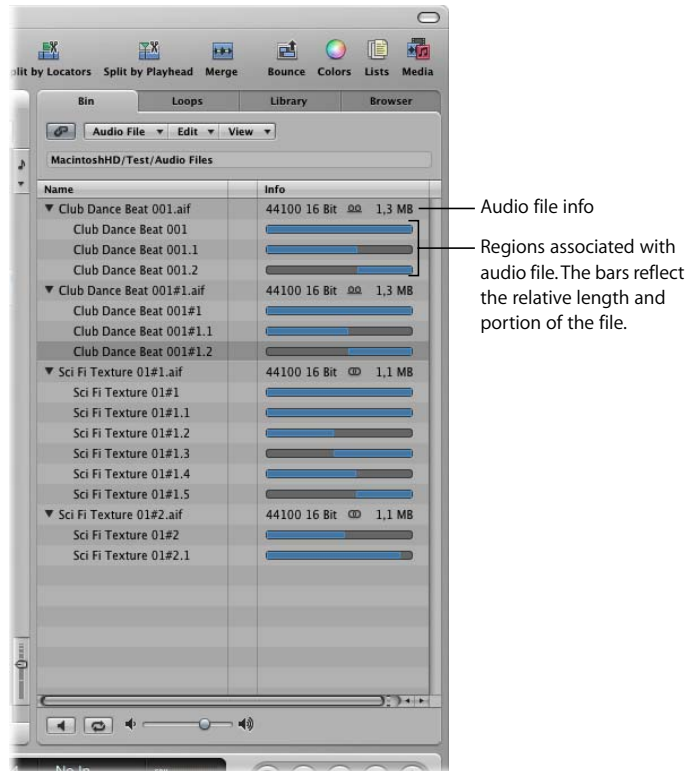 by Locators Split by Playhead Merge Bounce Colors Lists Media
Bin Loops Library Browser
Audio File Edit View
MacintoshHD/Test/Audio Files
Name Info
Club Dance Beat 001.aif 44100 16 Bit 1,3 MB
Audio file info
Club Dance Beat 001
Club Dance Beat 001.1
Club Dance Beat 001.2
Regions associated with
audio file. The bars reflect
the relative length and
portion of the file.
Club Dance Beat 001#1.aif 44100 16 Bit 1,3 MB
Club Dance Beat 001#1
Club Dance Beat 001#1.1
Club Dance Beat 001#1.2
Sci Fi Texture 01#1.aif 44100 16 Bit 1,1 MB
Sci Fi Texture 01#1
Sci Fi Texture 01#1.1
Sci Fi Texture 01#1.2
Sci Fi Texture 01#1.3
Sci Fi Texture 01#1.4
Sci Fi Texture 01#1.5
Sci Fi Texture 01#2.aif 44100 16 Bit 1,1 MB
Sci Fi Texture 01#2
Sci Fi Texture 01#2.1
No In